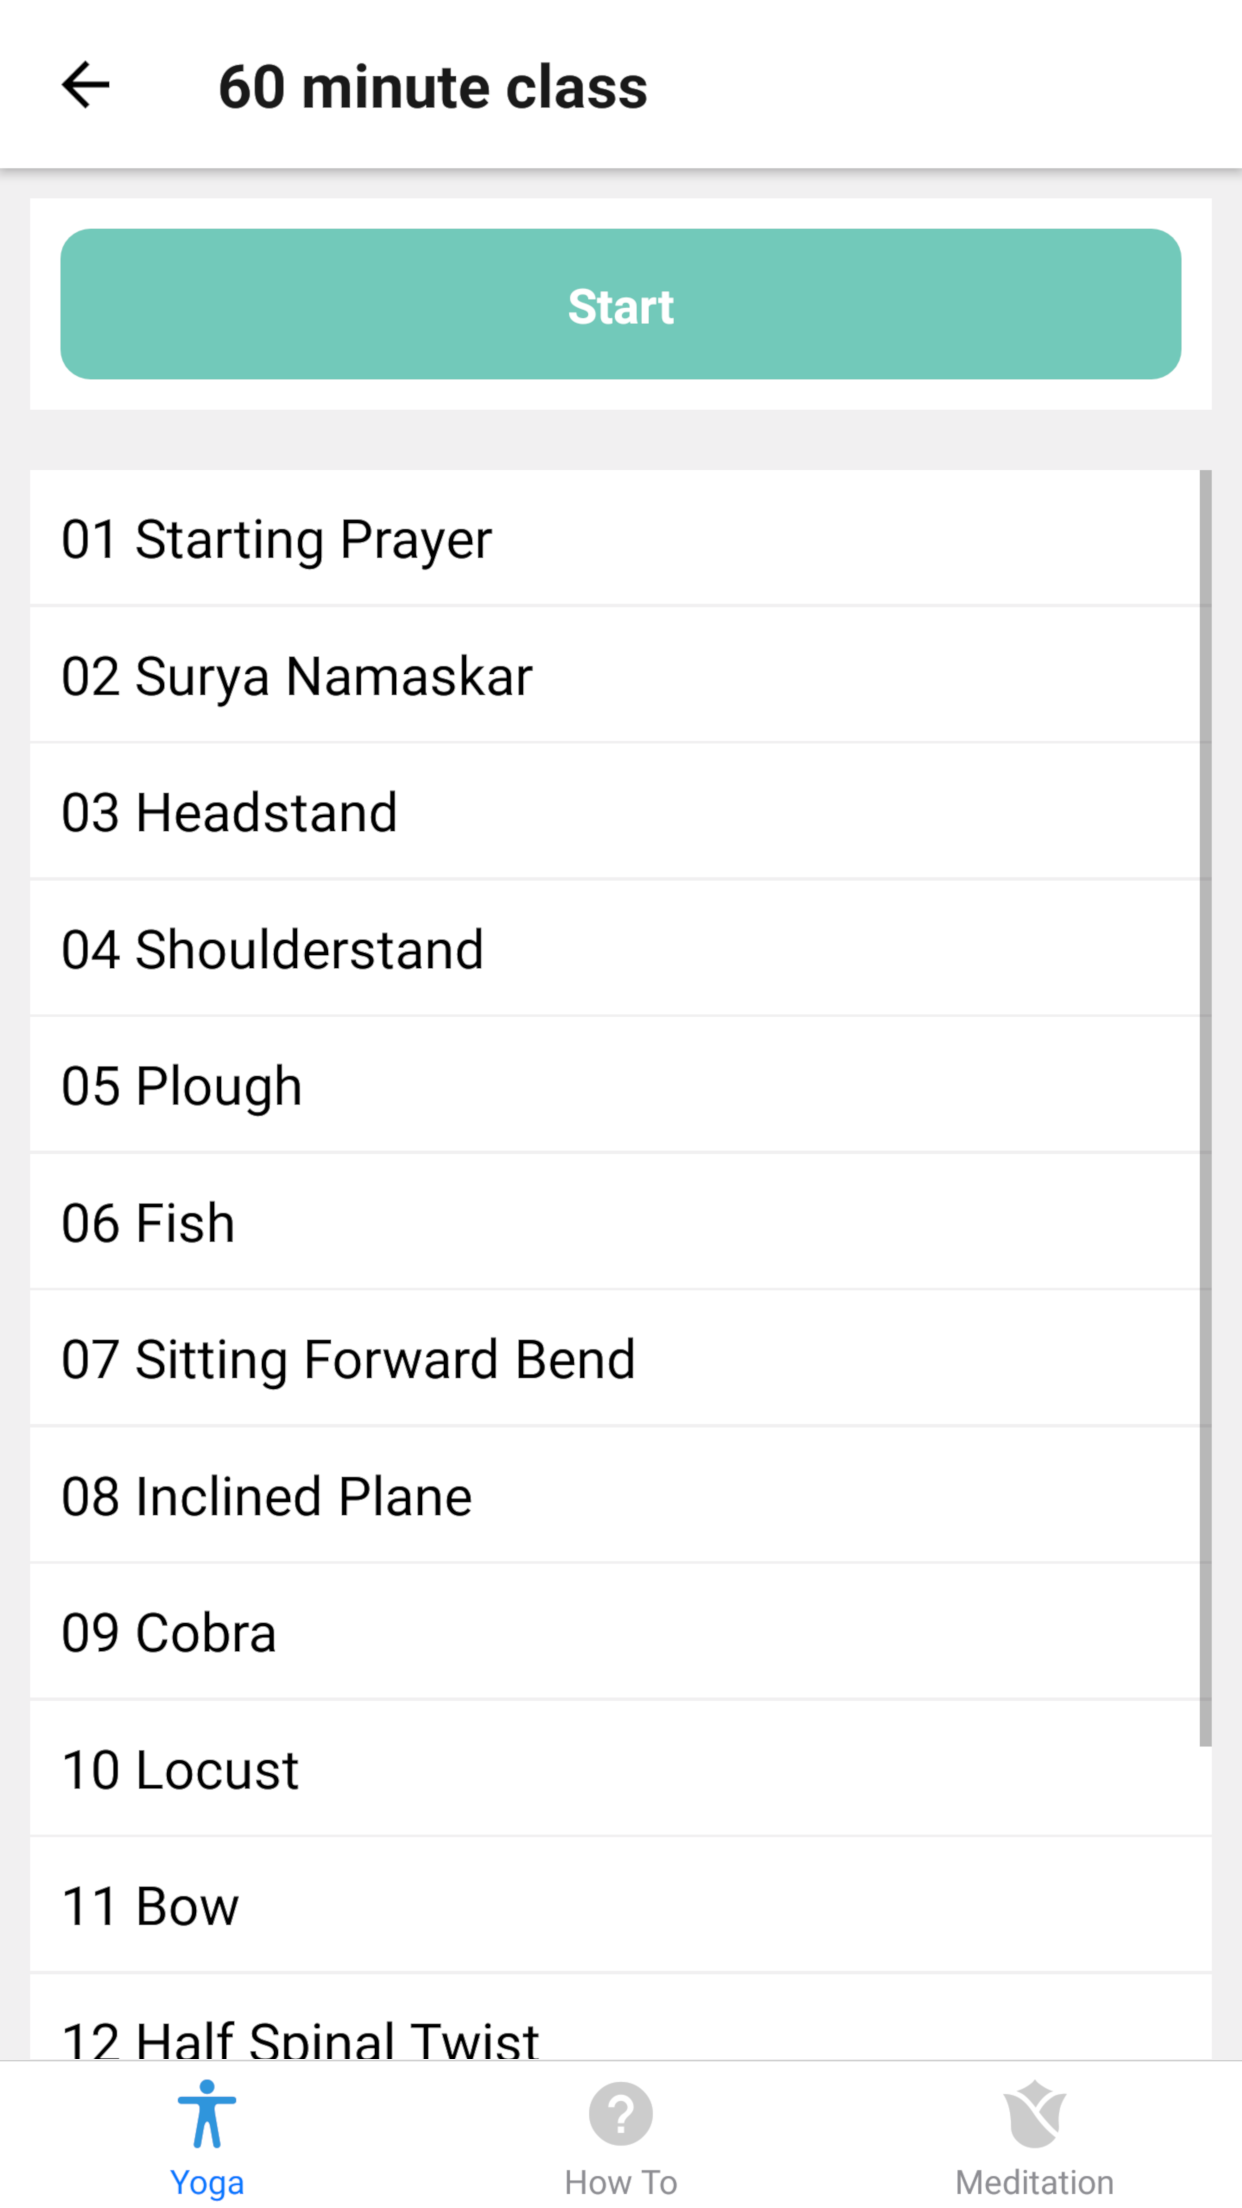 60 minute class
Start
01 Starting Prayer
02 Surya Namaskar
03 Headstand
04 Shoulderstand
05 Plough
06 Fish
07 Sitting Forward Bend
08 Inclined Plane
09 Cobra
10 Locust
11 Bow
12 Half Spinal Twist
Yoga
How To
Meditation